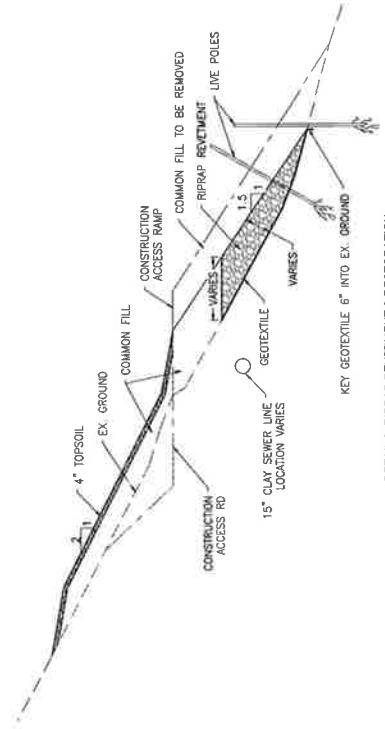 4" TOPSOIL
EX. GROUND
COMMON FILL
CONSTRUCTION
ACCESS RAMP
COMMON FILL TO BE REMOVED
RIPRAP REVETMENT
LIVE POLES
2
1
VARIES
1.5
1
VARIES
GEOTEXTILE
CONSTRUCTION
ACCESS RD
15" CLAY SEWER LINE
LOCATION VARIES
KEY GEOTEXTILE 6" INTO EX. GROUND